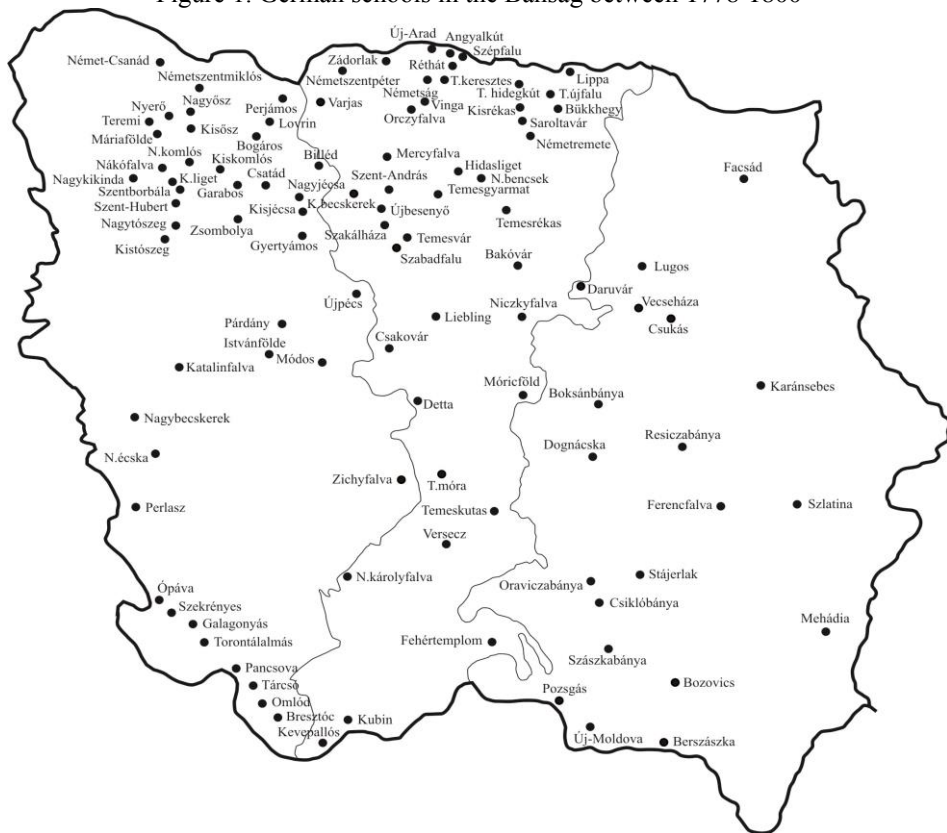 Figure 1. German schools in the Bánság between 1778-1800
Új-Arad
Angyalkút
Szépfalu
Német-Csanád
Zádorlak
Réthát
Németszentmiklós
Németszentpéter
T.keresztes
Lippa
Nyerő
Nagyősz
Perjámos
Varjas
Németság
T. hidegkút
T.újfalu
Vinga
Bükkhegy
Teremi
Lovrin
Orczyfalva
Kisrékas
Saroltavár
Máriafölde
Kisősz
Bogáros
Németremete
N.komlós
Kiskomlós
Billéd
Mercyfalva
Hidasliget
Facsád
Nákófalva
Csatád
Szent-András
N.bencsek
Nagykikinda
K.liget
Nagyjécsa
Temesgyarmat
Szentborbála
Garabos
K.becskerek
Szent-Hubert
Kisjécsa
Újbesenyő
Temesrékas
Nagytószeg
Zsombolya
Szakálháza
Temesvár
Kistószeg
Gyertyámos
Szabadfalu
Bakóvár
Lugos
Daruvár
Újpécs
Niczkyfalva
Vecseháza
Párdány
Liebling
Csukás
Istvánfölde
Csakovár
Módos
Katalinfalva
Karánsebes
Móricföld
Boksánbánya
Detta
Nagybecskerek
Dognácska
Resiczabánya
N.écska
Zichyfalva
T.móra
Perlasz
Temeskutas
Ferencfalva
Szlatina
Versecz
N.károlyfalva
Stájerlak
Oraviczabánya
Ópáva
Csiklóbánya
Szekrényes
Galagonyás
Mehádia
Torontálalmás
Fehértemplom
Szászkabánya
Pancsova
Bozovics
Tárcsó
Pozsgás
Omlód
Bresztóc
Kubin
Kevepallós
Új-Moldova
Berszászka